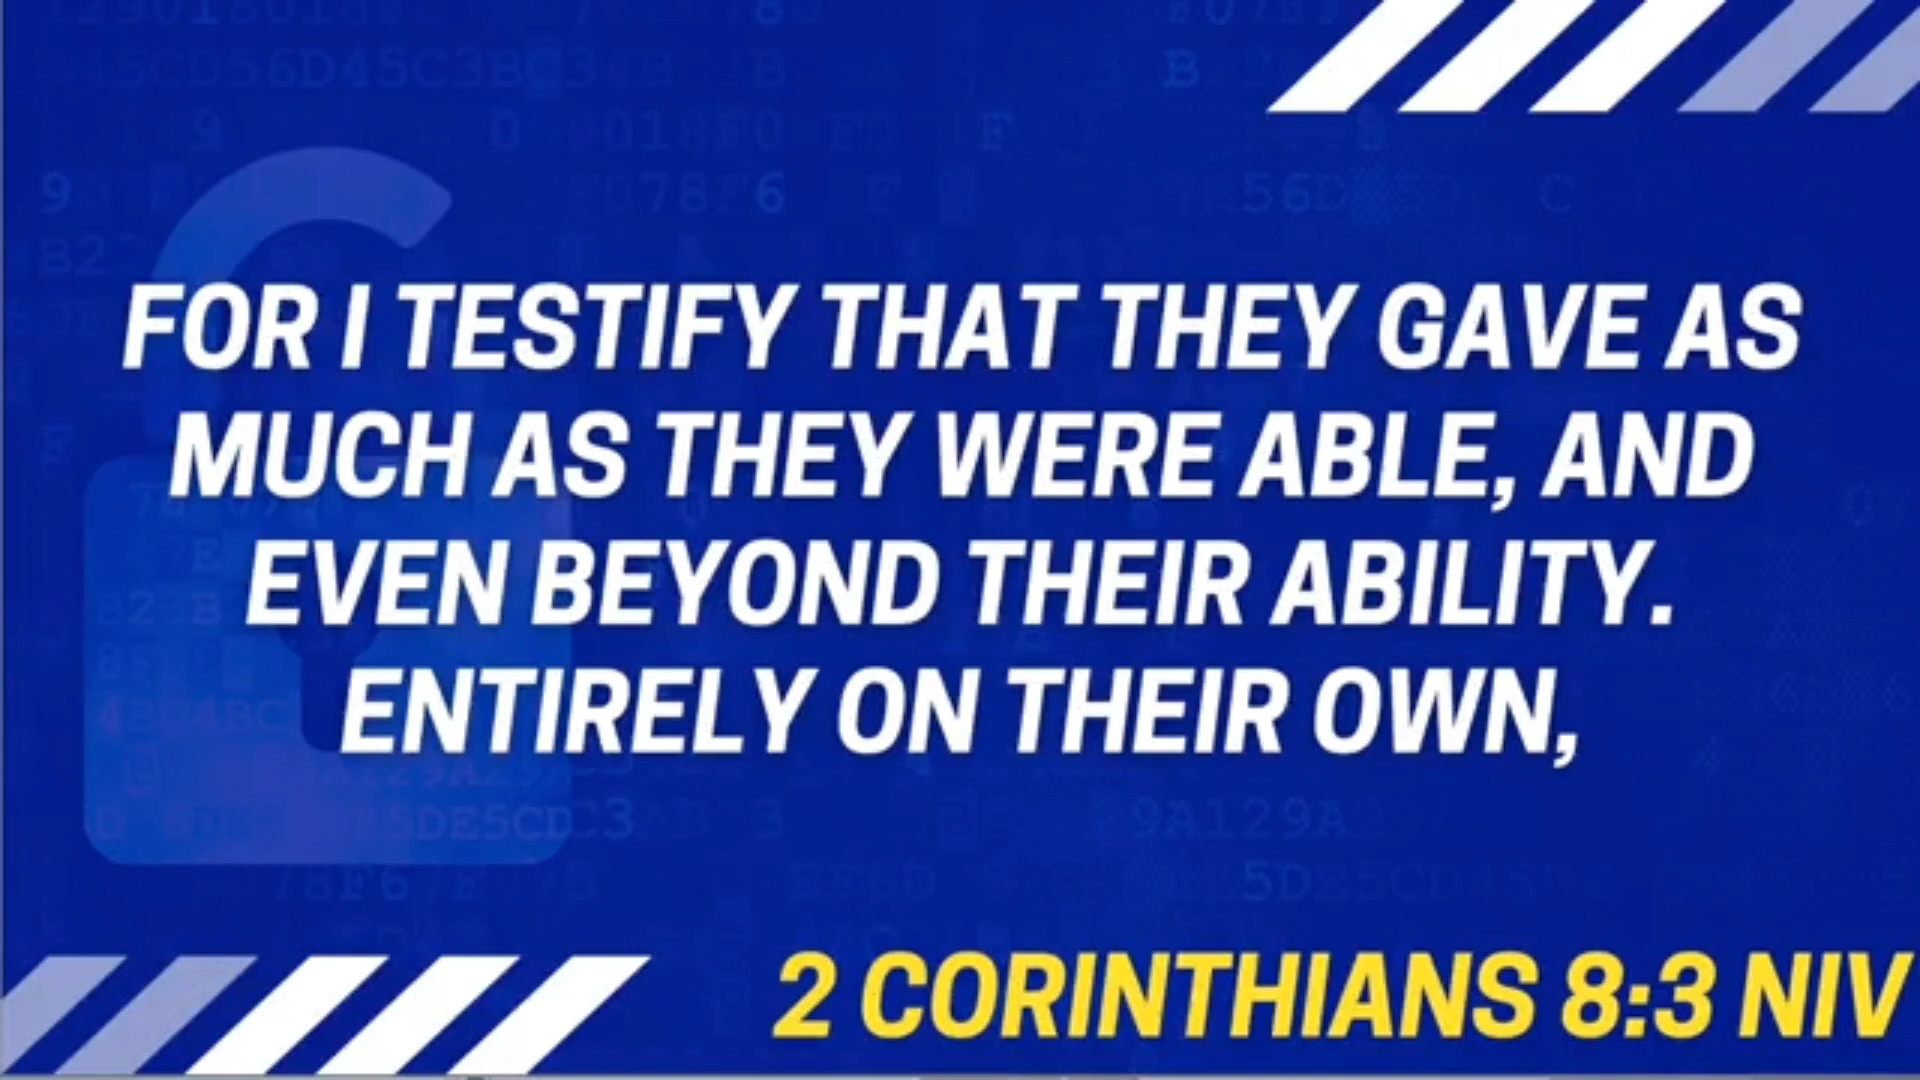 FOR I TESTIFY THAT THEY GAVE AS
MUCH AS THEY WERE ABLE, AND
EVEN BEYOND THEIR ABILITY.
ENTIRELY ON THEIR OWN,
2 CORINTHIANS 8:3 NIV